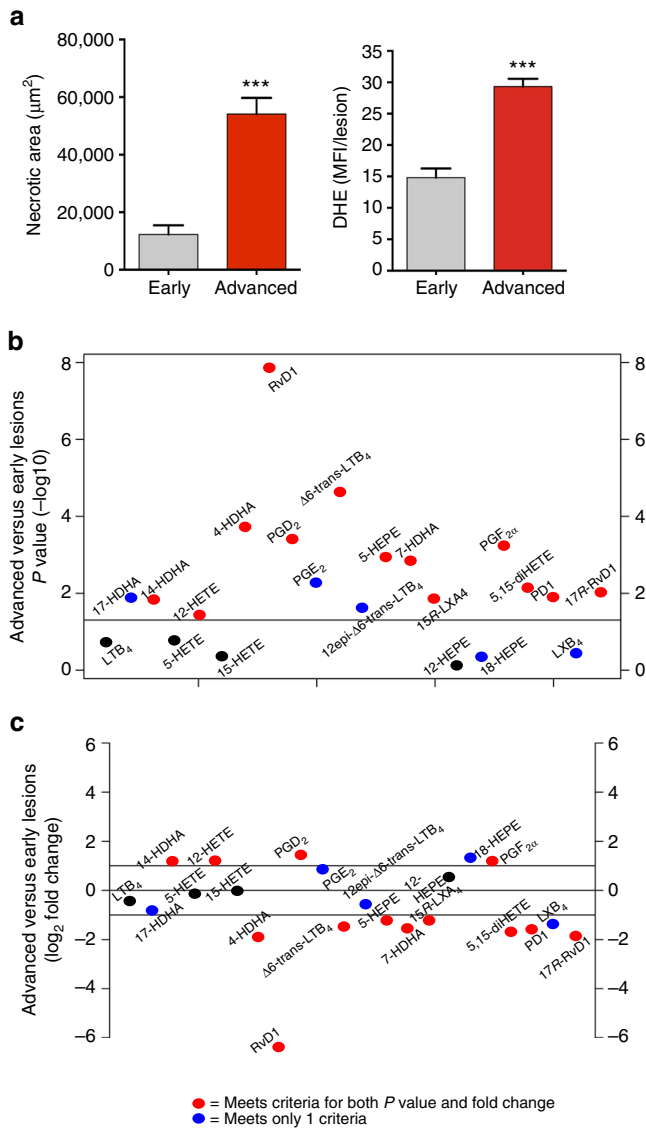 a
80,000
60,000
40,000
20,000
0
Necrotic area (μm²)
***
Early
Advanced
35
30
25
20
15
10
5
0
DHE (MFI/lesion)
***
Early
Advanced
b
Advanced versus early lesions
P value (−log10)
8
6
4
2
0
8
6
4
2
0
RvD1
Δ6-trans-LTB₄
4-HDHA
PGD₂
5-HEPE
7-HDHA
PGF₂α
PGE₂
17-HDHA
14-HDHA
12-HETE
12epi-Δ6-trans-LTB₄
15R-LXA4
5,15-diHETE
PD1
17R-RvD1
LTB₄
5-HETE
15-HETE
12-HEPE
18-HEPE
LXB₄
c
Advanced versus early lesions
(log₂ fold change)
6
4
2
0
−2
−4
−6
6
4
2
0
−2
−4
−6
14-HDHA
12-HETE
PGD₂
12epi-Δ6-trans-LTB₄
18-HEPE
PGF₂α
LTB₄
5-HETE
15-HETE
PGE₂
12-
HEPE
17-HDHA
4-HDHA
Δ6-trans-LTB₄
5-HEPE
7-HDHA
15R-LXA₄
5,15-diHETE
PD1
LXB₄
17R-RvD1
RvD1
= Meets criteria for both P value and fold change
= Meets only 1 criteria